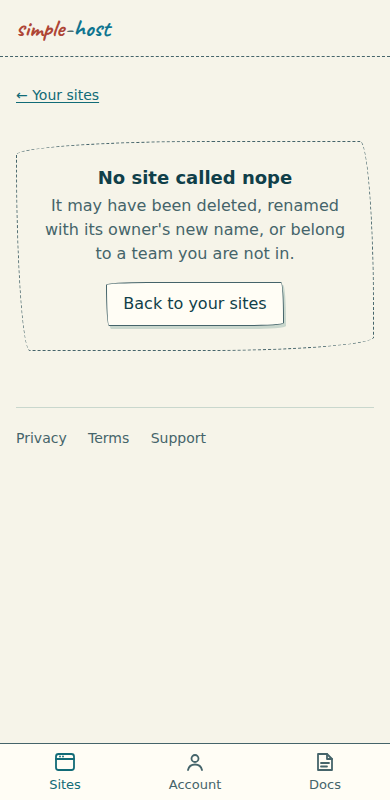 simple-host
← Your sites
No site called nope
It may have been deleted, renamed
with its owner's new name, or belong
to a team you are not in.
Back to your sites
Privacy Terms Support
Sites Account Docs